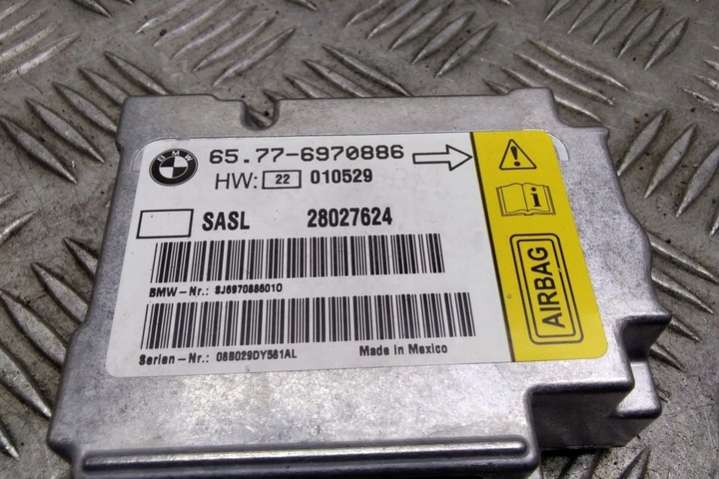 BMW
65.77-6970886
HW: 22 010529
SASL 28027624
BMW-Nr.: SJ6970886010
Serien-Nr.: 08B029DY561AL Made in Mexico
AIRBAG